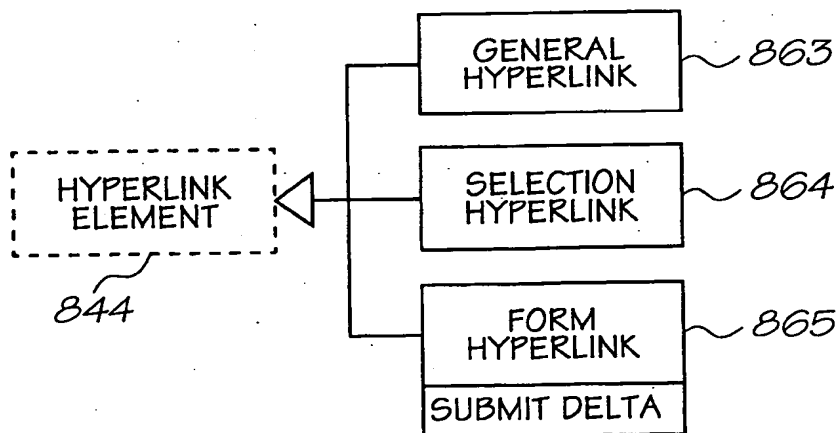 GENERAL
HYPERLINK
863
HYPERLINK
ELEMENT
844
SELECTION
HYPERLINK
864
FORM
HYPERLINK
865
SUBMIT DELTA